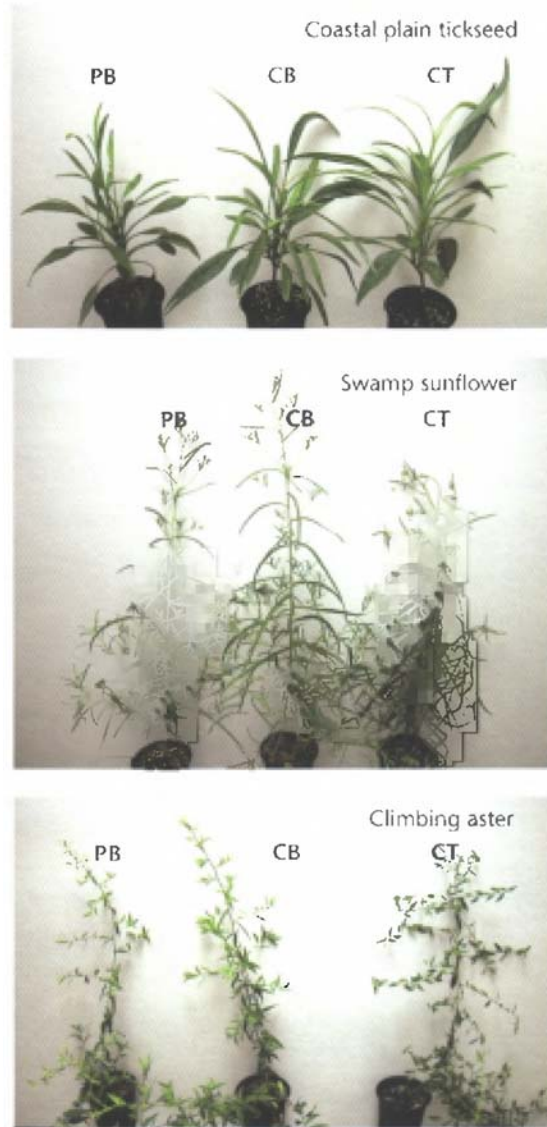 Coastal plain tickseed
PB CB CT
Swamp sunflower
PB CB CT
Climbing aster
PB CB CT